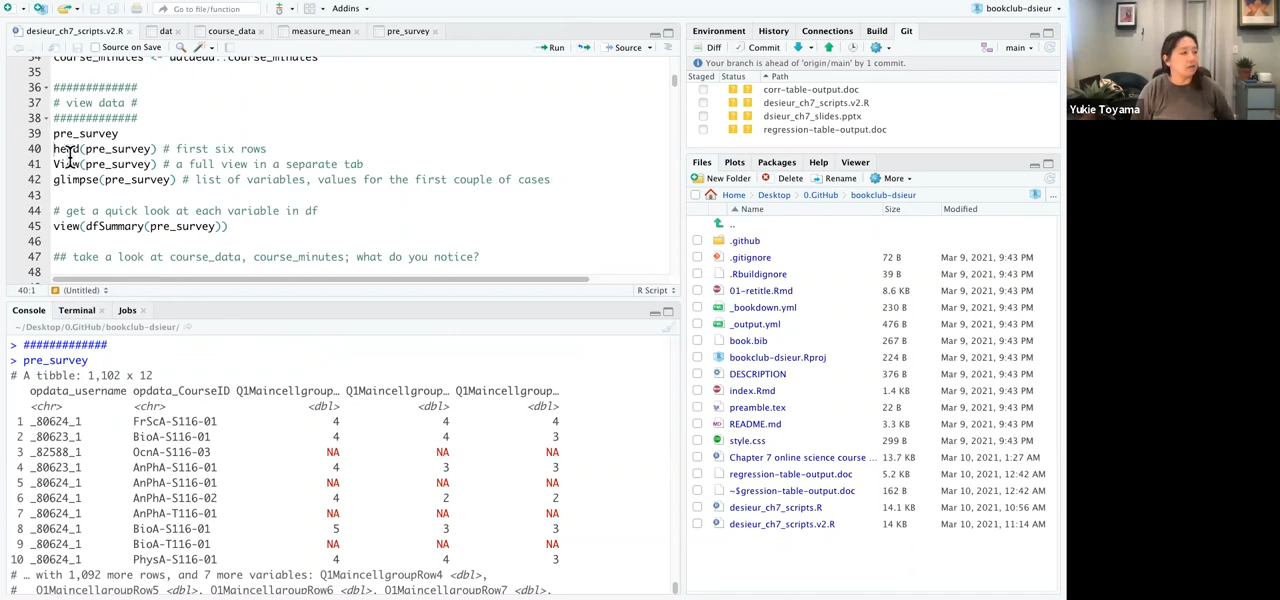 Go to file/function
Addins
bookclub-dsieur
desieur_ch7_scripts.v2.R
dat
course_data
measure_mean
pre_survey
Source on Save
Run
Source
35
36 #############
37 # view data #
38 #############
39 pre_survey
40 head(pre_survey) # first six rows
41 View(pre_survey) # a full view in a separate tab
42 glimpse(pre_survey) # list of variables, values for the first couple of cases
43
44 # get a quick look at each variable in df
45 view(dfSummary(pre_survey))
46
47 ## take a look at course_data, course_minutes; what do you notice?
48
40:1 (Untitled) R Script
Console Terminal Jobs
~/Desktop/0.GitHub/bookclub-dsieur/
> #############
> pre_survey
# A tibble: 1,102 x 12
opdata_username opdata_CourseID Q1Maincellgroup… Q1Maincellgroup… Q1Maincellgroup…
<chr> <chr> <dbl> <dbl> <dbl>
1 _80624_1 FrScA-S116-01 4 4 4
2 _80623_1 BioA-S116-01 4 4 3
3 _82588_1 OcnA-S116-03 NA NA NA
4 _80623_1 AnPhA-S116-01 4 3 3
5 _80624_1 AnPhA-S116-01 NA NA NA
6 _80624_1 AnPhA-S116-02 4 2 2
7 _80624_1 AnPhA-T116-01 NA NA NA
8 _80624_1 BioA-S116-01 5 3 3
9 _80624_1 BioA-T116-01 NA NA NA
10 _80624_1 PhysA-S116-01 4 4 3
# … with 1,092 more rows, and 7 more variables: Q1MaincellgroupRow4 <dbl>,
# Q1MaincellgroupRow5 <dbl>, Q1MaincellgroupRow6 <dbl>, Q1MaincellgroupRow7 <dbl>,
Environment History Connections Build Git
Diff Commit main
Your branch is ahead of 'origin/main' by 1 commit.
Staged Status Path
corr-table-output.doc
desieur_ch7_scripts.v2.R
dsieur_ch7_slides.pptx
regression-table-output.doc
Files Plots Packages Help Viewer
New Folder Delete Rename More
Home Desktop 0.GitHub bookclub-dsieur ...
Name Size Modified
..
.github
.gitignore 72 B Mar 9, 2021, 9:43 PM
.Rbuildignore 39 B Mar 9, 2021, 9:43 PM
01-retitle.Rmd 8.6 KB Mar 9, 2021, 9:43 PM
_bookdown.yml 230 B Mar 9, 2021, 9:43 PM
_output.yml 476 B Mar 9, 2021, 9:43 PM
book.bib 267 B Mar 9, 2021, 9:43 PM
bookclub-dsieur.Rproj 224 B Mar 9, 2021, 9:43 PM
DESCRIPTION 376 B Mar 9, 2021, 9:43 PM
index.Rmd 1.4 KB Mar 9, 2021, 9:43 PM
preamble.tex 77 B Mar 9, 2021, 9:43 PM
README.md 3.3 KB Mar 9, 2021, 9:43 PM
style.css 299 B Mar 9, 2021, 9:43 PM
Chapter 7 online science course ... 13.7 KB Mar 10, 2021, 1:27 AM
regression-table-output.doc 5.2 KB Mar 10, 2021, 12:42 AM
~$gression-table-output.doc 162 B Mar 10, 2021, 12:42 AM
desieur_ch7_scripts.R 14.1 KB Mar 10, 2021, 10:56 AM
desieur_ch7_scripts.v2.R 14 KB Mar 10, 2021, 11:14 AM
Yukie Toyama